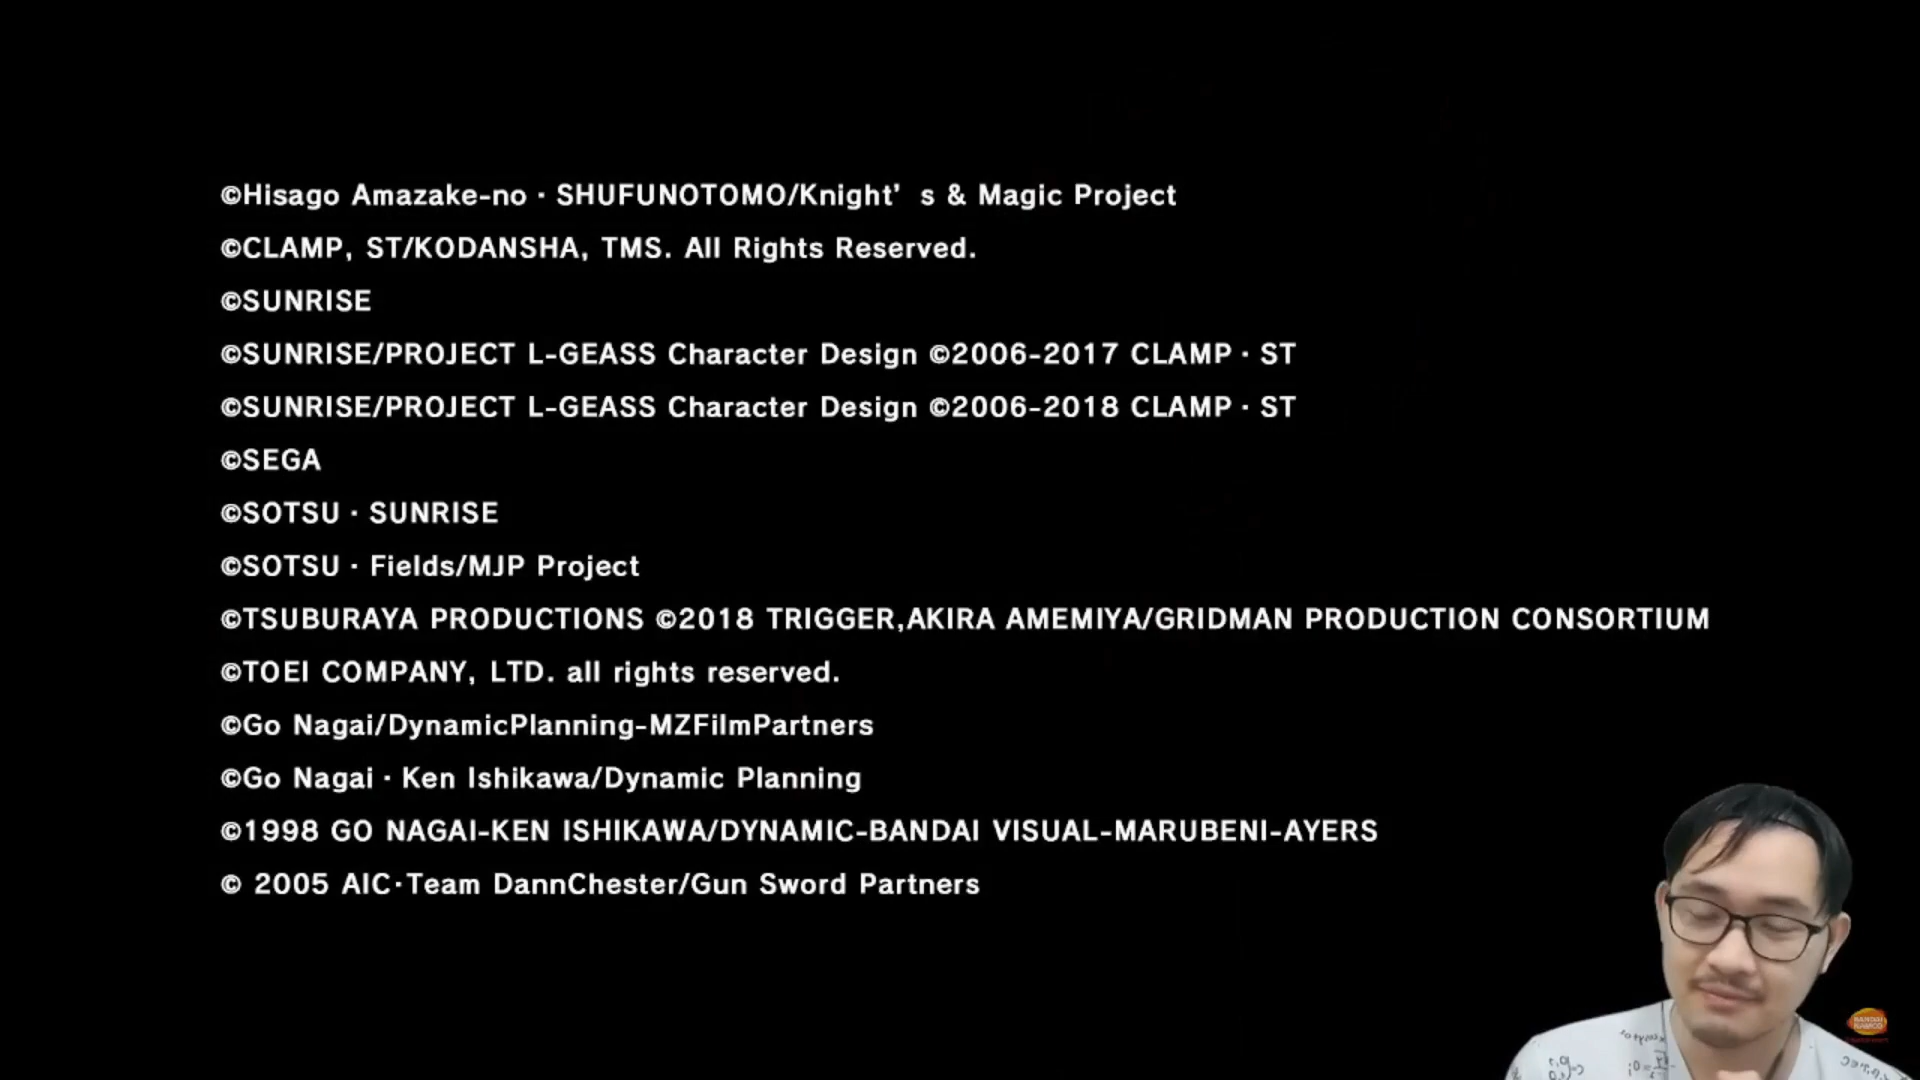 ©Hisago Amazake-no · SHUFUNOTOMO/Knight’ s & Magic Project
©CLAMP, ST/KODANSHA, TMS. All Rights Reserved.
©SUNRISE
©SUNRISE/PROJECT L-GEASS Character Design ©2006-2017 CLAMP · ST
©SUNRISE/PROJECT L-GEASS Character Design ©2006-2018 CLAMP · ST
©SEGA
©SOTSU · SUNRISE
©SOTSU · Fields/MJP Project
©TSUBURAYA PRODUCTIONS ©2018 TRIGGER,AKIRA AMEMIYA/GRIDMAN PRODUCTION CONSORTIUM
©TOEI COMPANY, LTD. all rights reserved.
©Go Nagai/DynamicPlanning-MZFilmPartners
©Go Nagai · Ken Ishikawa/Dynamic Planning
©1998 GO NAGAI-KEN ISHIKAWA/DYNAMIC-BANDAI VISUAL-MARUBENI-AYERS
© 2005 AIC·Team DannChester/Gun Sword Partners
BANDAI
NAMCO